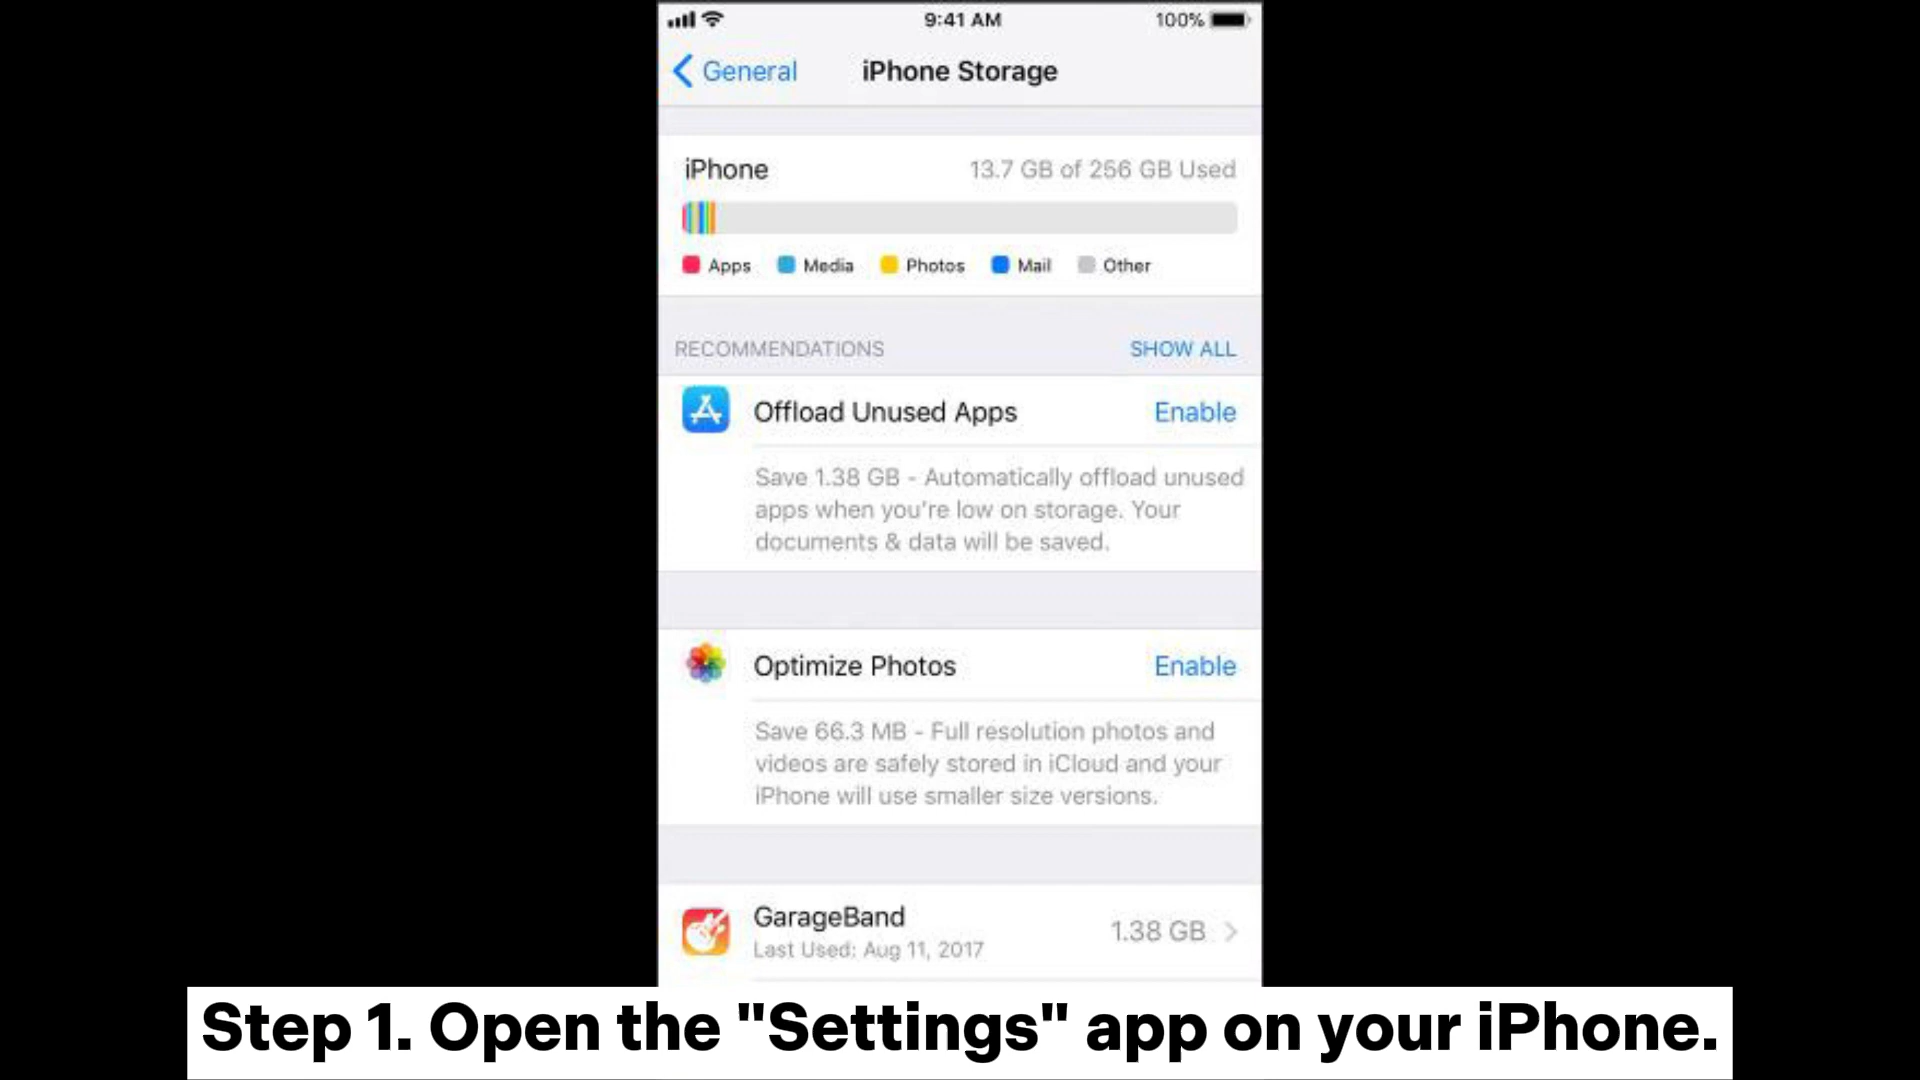 9:41 AM
100%
General
iPhone Storage
iPhone
13.7 GB of 256 GB Used
Apps
Media
Photos
Mail
Other
RECOMMENDATIONS
SHOW ALL
Offload Unused Apps
Enable
Save 1.38 GB - Automatically offload unused
apps when you're low on storage. Your
documents & data will be saved.
Optimize Photos
Enable
Save 66.3 MB - Full resolution photos and
videos are safely stored in iCloud and your
iPhone will use smaller size versions.
GarageBand
1.38 GB
Last Used: Aug 11, 2017
Step 1. Open the "Settings" app on your iPhone.